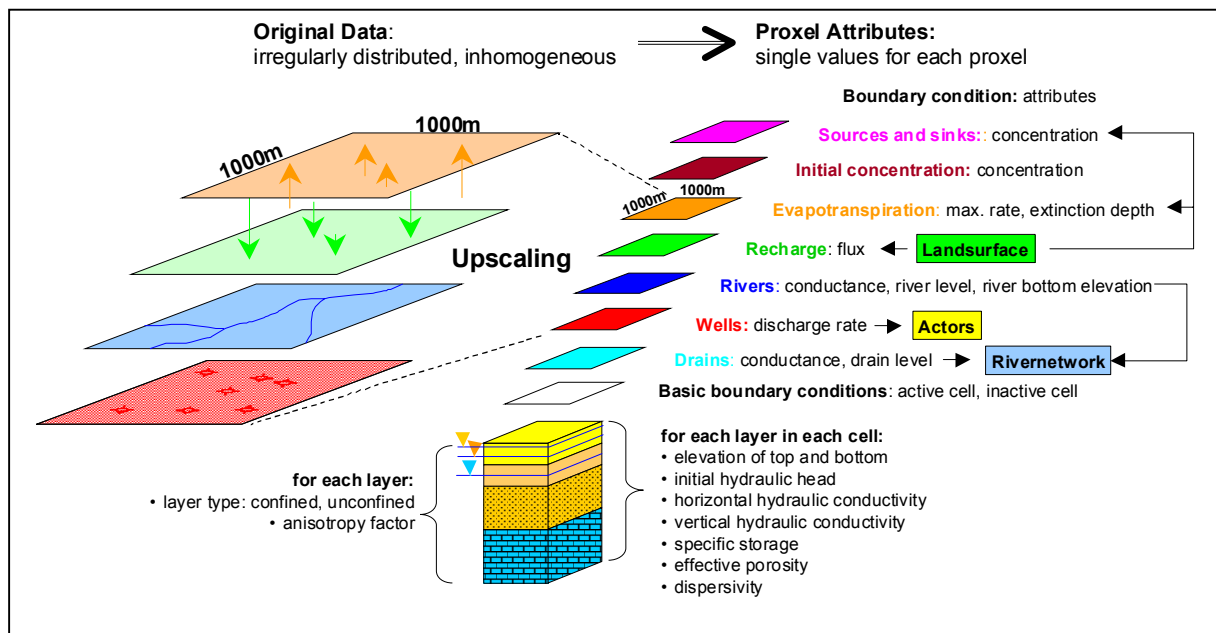 Original Data:
irregularly distributed, inhomogeneous
Proxel Attributes:
single values for each proxel
1000m
1000m
Upscaling
1000m
1000m
Boundary condition: attributes
Sources and sinks:: concentration
Initial concentration: concentration
Evapotranspiration: max. rate, extinction depth
Recharge: flux
Landsurface
Rivers: conductance, river level, river bottom elevation
Wells: discharge rate
Actors
Drains: conductance, drain level
Rivernetwork
Basic boundary conditions: active cell, inactive cell
for each layer:
• layer type: confined, unconfined
• anisotropy factor
for each layer in each cell:
• elevation of top and bottom
• initial hydraulic head
• horizontal hydraulic conductivity
• vertical hydraulic conductivity
• specific storage
• effective porosity
• dispersivity